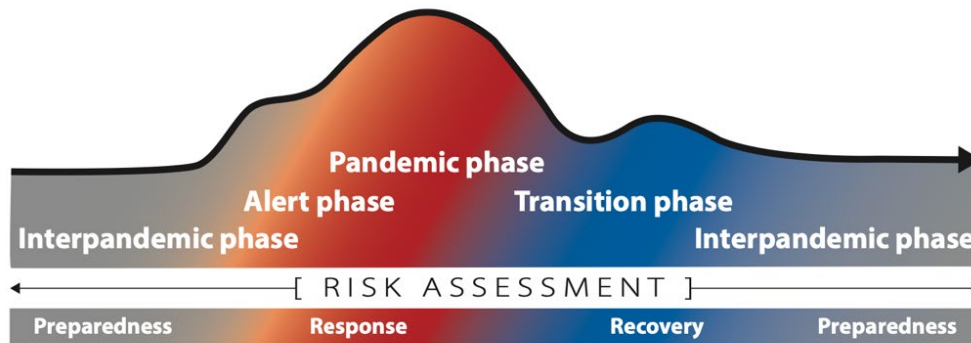 Pandemic phase
Alert phase
Transition phase
Interpandemic phase
Interpandemic phase
[ RISK ASSESSMENT ]
Preparedness
Response
Recovery
Preparedness